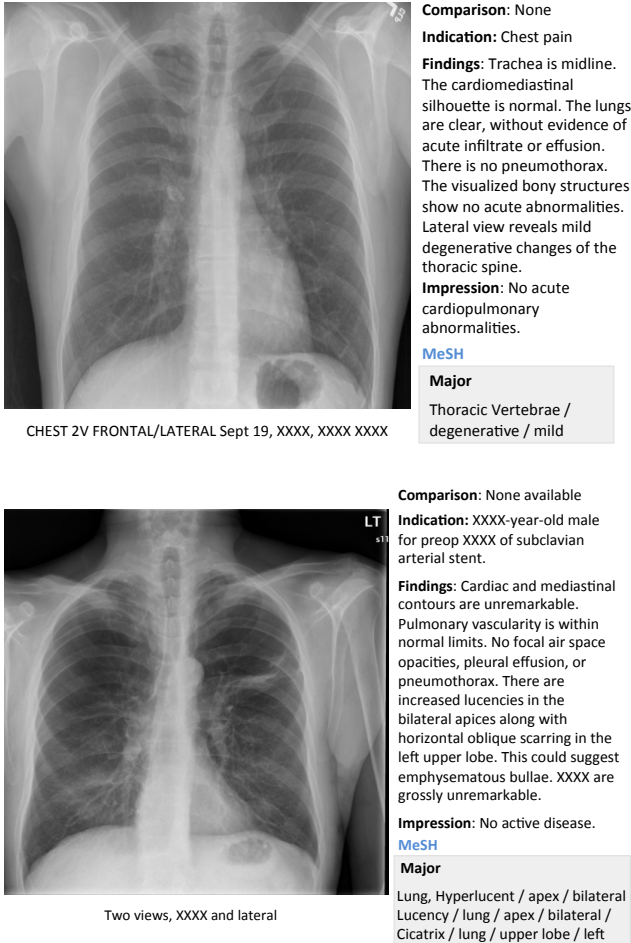 Comparison: None
Indication: Chest pain
Findings: Trachea is midline.
The cardiomediastinal
silhouette is normal. The lungs
are clear, without evidence of
acute infiltrate or effusion.
There is no pneumothorax.
The visualized bony structures
show no acute abnormalities.
Lateral view reveals mild
degenerative changes of the
thoracic spine.
Impression: No acute
cardiopulmonary
abnormalities.
MeSH
Major
Thoracic Vertebrae /
degenerative / mild
CHEST 2V FRONTAL/LATERAL Sept 19, XXXX, XXXX XXXX
Comparison: None available
Indication: XXXX-year-old male
for preop XXXX of subclavian
arterial stent.
Findings: Cardiac and mediastinal
contours are unremarkable.
Pulmonary vascularity is within
normal limits. No focal air space
opacities, pleural effusion, or
pneumothorax. There are
increased lucencies in the
bilateral apices along with
horizontal oblique scarring in the
left upper lobe. This could suggest
emphysematous bullae. XXXX are
grossly unremarkable.
Impression: No active disease.
MeSH
Major
Lung, Hyperlucent / apex / bilateral
Lucency / lung / apex / bilateral /
Cicatrix / lung / upper lobe / left
LT
s11
Two views, XXXX and lateral